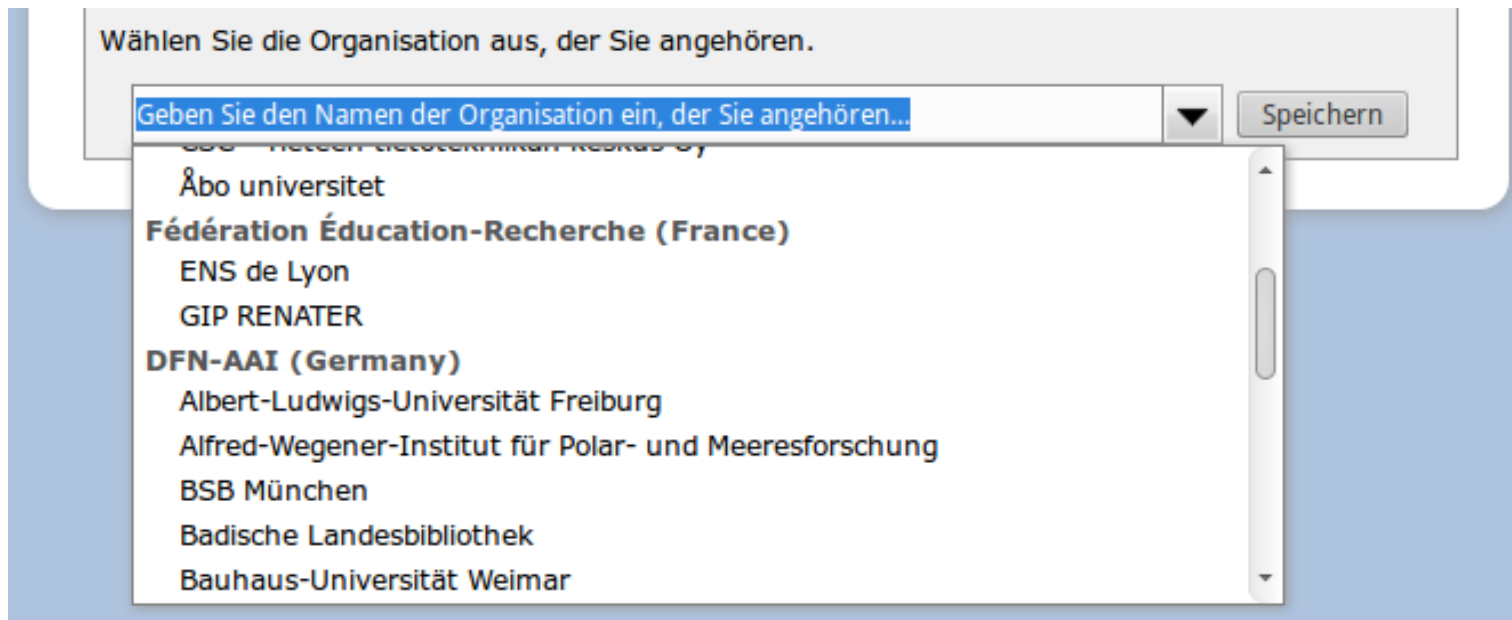 Wählen Sie die Organisation aus, der Sie angehören.
Geben Sie den Namen der Organisation ein, der Sie angehören...
Speichern
Åbo universitet
Fédération Éducation-Recherche (France)
ENS de Lyon
GIP RENATER
DFN-AAI (Germany)
Albert-Ludwigs-Universität Freiburg
Alfred-Wegener-Institut für Polar- und Meeresforschung
BSB München
Badische Landesbibliothek
Bauhaus-Universität Weimar